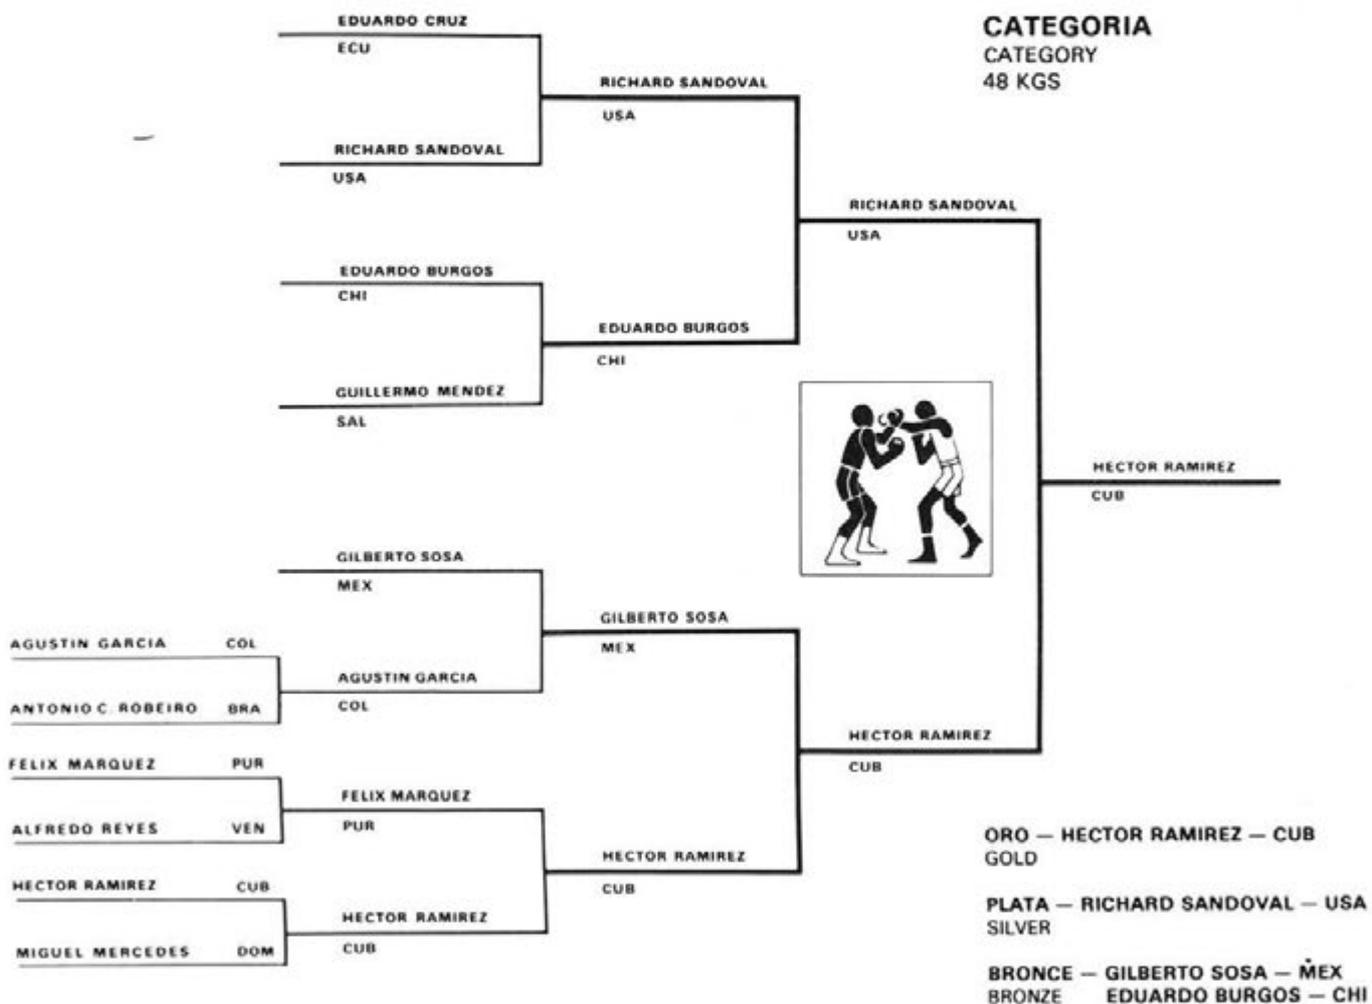 EDUARDO CRUZ
ECU
CATEGORIA
CATEGORY
48 KGS
RICHARD SANDOVAL
USA
RICHARD SANDOVAL
USA
RICHARD SANDOVAL
USA
EDUARDO BURGOS
CHI
EDUARDO BURGOS
CHI
GUILLERMO MENDEZ
SAL
HECTOR RAMIREZ
CUB
GILBERTO SOSA
MEX
GILBERTO SOSA
MEX
AGUSTIN GARCIA COL
AGUSTIN GARCIA
COL
ANTONIO C. ROBEIRO BRA
HECTOR RAMIREZ
CUB
FELIX MARQUEZ PUR
FELIX MARQUEZ
PUR
ALFREDO REYES VEN
HECTOR RAMIREZ
CUB
HECTOR RAMIREZ CUB
HECTOR RAMIREZ
CUB
MIGUEL MERCEDES DOM
ORO — HECTOR RAMIREZ — CUB
GOLD
PLATA — RICHARD SANDOVAL — USA
SILVER
BRONCE — GILBERTO SOSA — MEX
BRONZE EDUARDO BURGOS — CHI